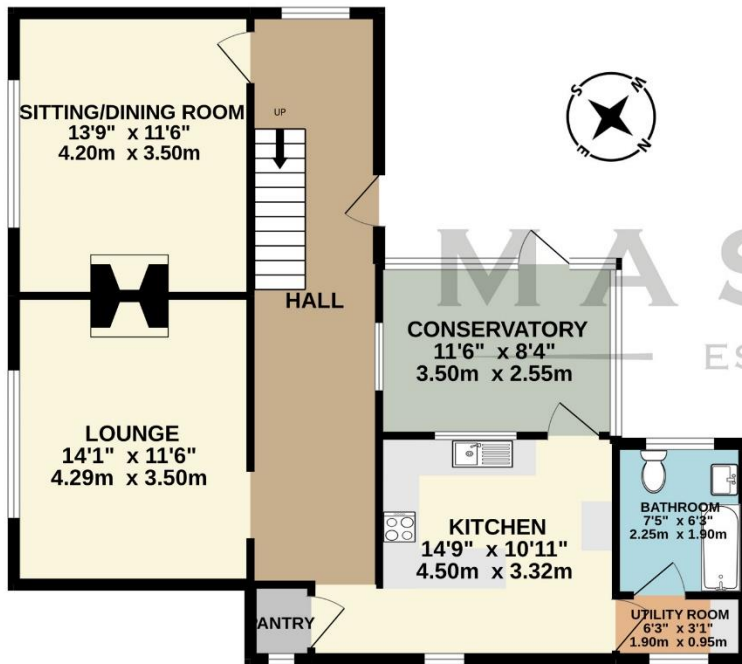 SITTING/DINING ROOM
13'9" x 11'6"
4.20m x 3.50m
UP
S
W
E
N
HALL
MAS
ES
CONSERVATORY
11'6" x 8'4"
3.50m x 2.55m
LOUNGE
14'1" x 11'6"
4.29m x 3.50m
KITCHEN
14'9" x 10'11"
4.50m x 3.32m
BATHROOM
7'5" x 6'3"
2.25m x 1.90m
PANTRY
UTILITY ROOM
6'3" x 3'1"
1.90m x 0.95m